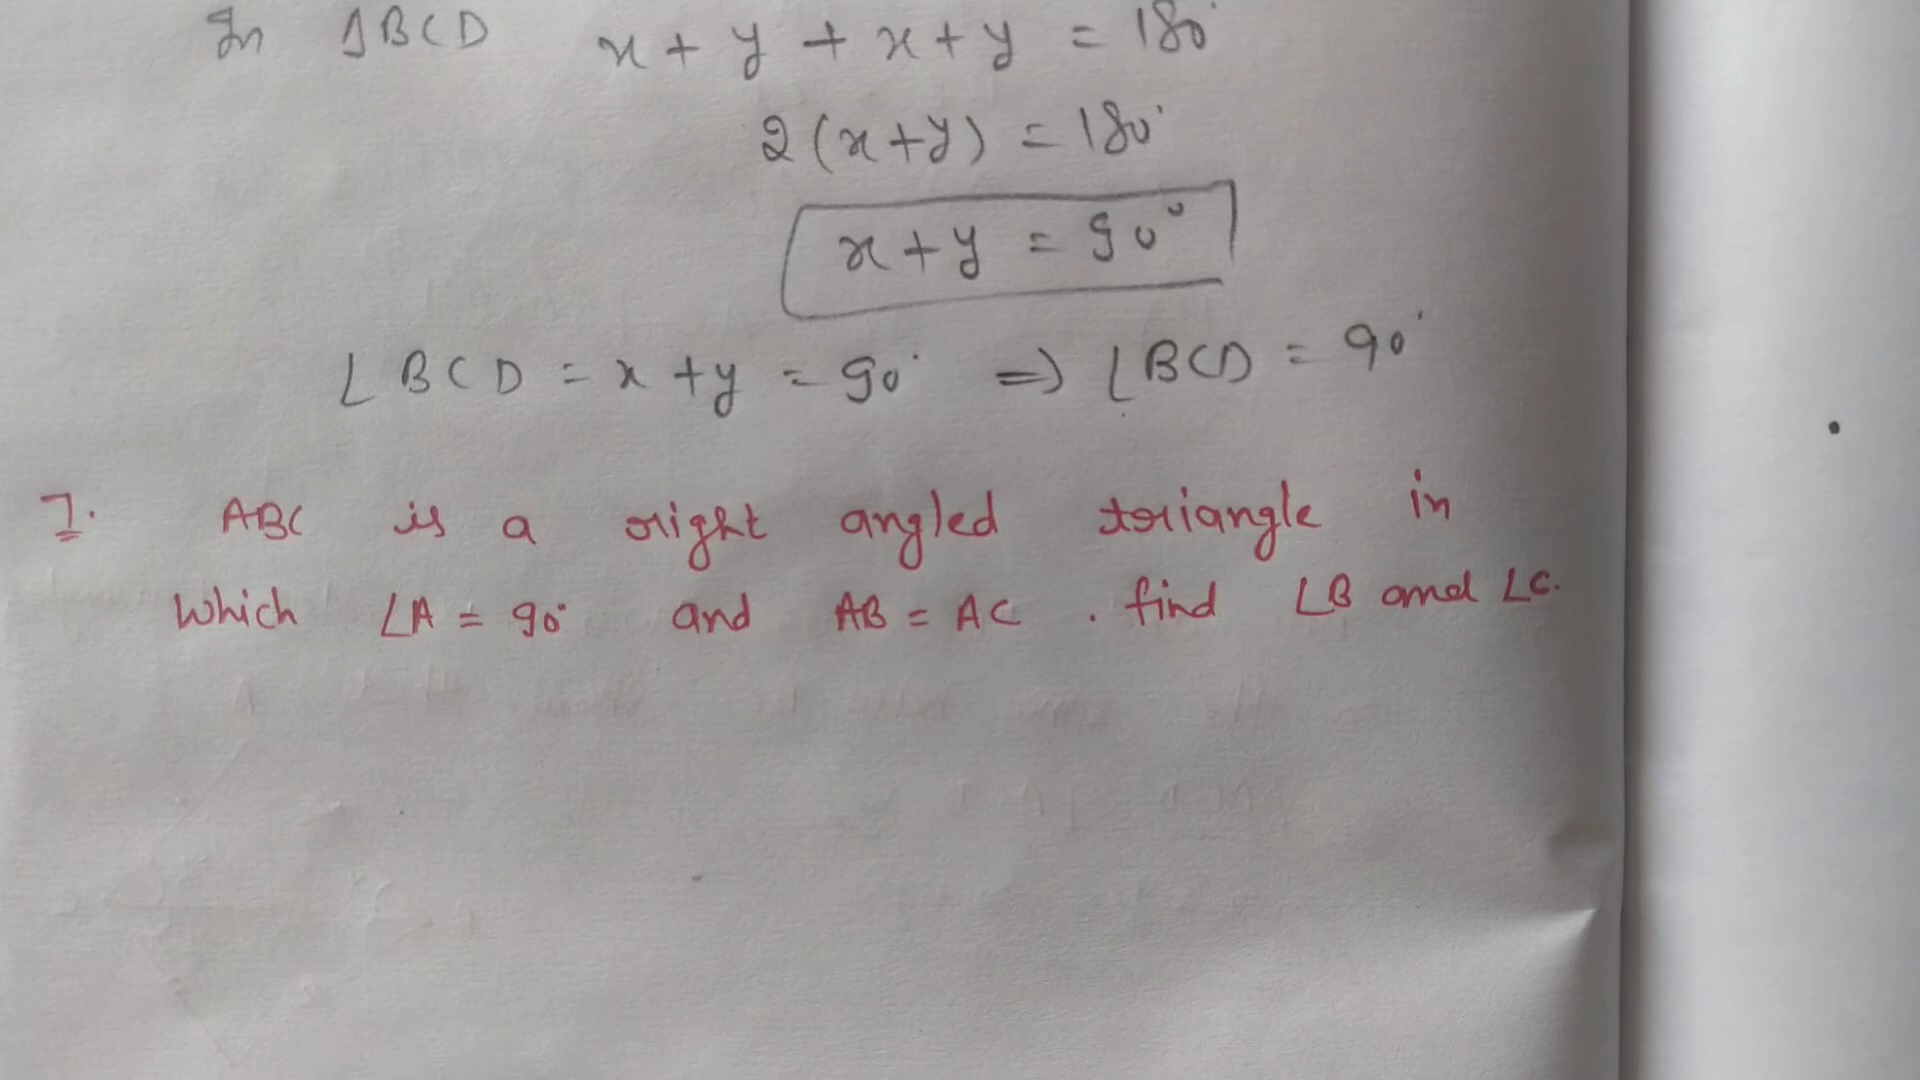 In ΔBCD x + y + x + y = 180°
2(x+y) = 180°
x + y = 90°
∠BCD = x + y = 90° ⇒ ∠BCD = 90°
7. ABC is a right angled triangle in
which ∠A = 90° and AB = AC . find ∠B and ∠C.